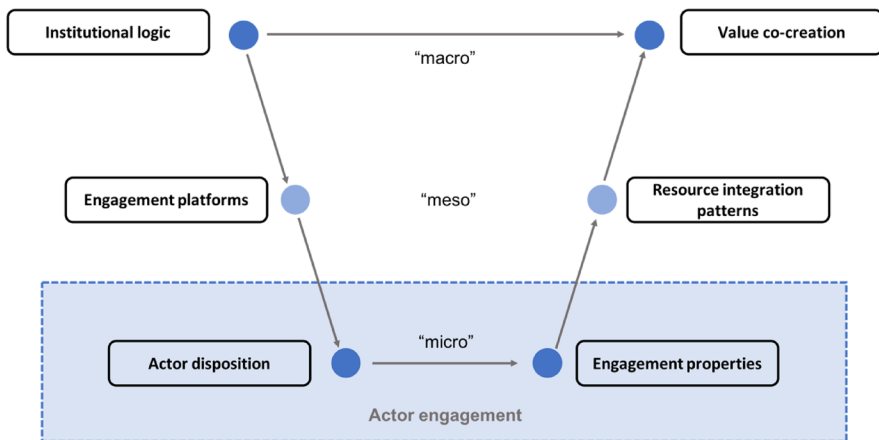 Institutional logic
Value co-creation
“macro”
Engagement platforms
“meso”
Resource integration
patterns
“micro”
Actor disposition
Engagement properties
Actor engagement